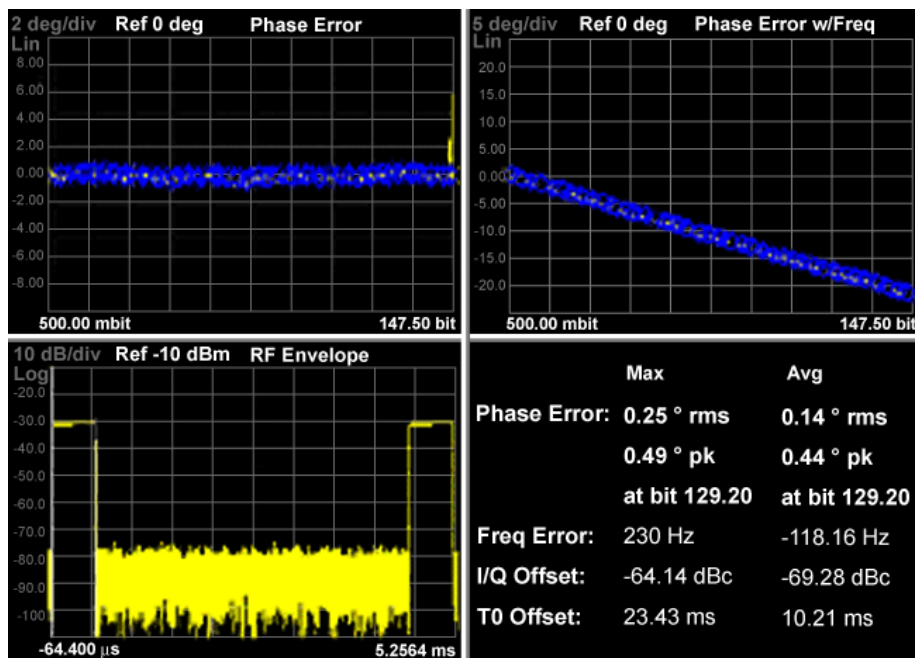 2 deg/div Ref 0 deg Phase Error
Lin
8.00
6.00
4.00
2.00
0.00
-2.00
-4.00
-6.00
-8.00
500.00 mbit 147.50 bit
5 deg/div Ref 0 deg Phase Error w/Freq
Lin
20.0
15.0
10.0
5.00
0.00
-5.00
-10.0
-15.0
-20.0
500.00 mbit 147.50 bit
10 dB/div Ref -10 dBm RF Envelope
Log
-20.0
-30.0
-40.0
-50.0
-60.0
-70.0
-80.0
-90.0
-100
-64.400 µs 5.2564 ms
Max Avg
Phase Error: 0.25 ° rms 0.14 ° rms
0.49 ° pk 0.44 ° pk
at bit 129.20 at bit 129.20
Freq Error: 230 Hz -118.16 Hz
I/Q Offset: -64.14 dBc -69.28 dBc
T0 Offset: 23.43 ms 10.21 ms